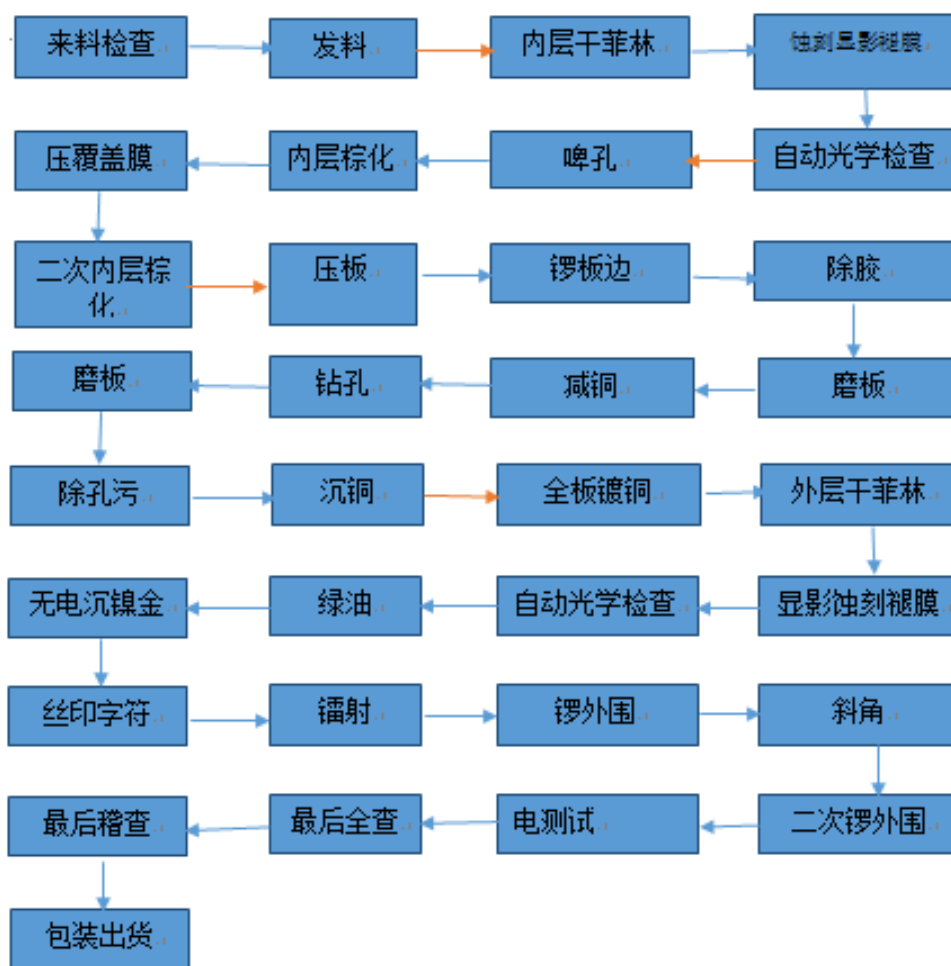 来料检查
发料
内层干菲林
蚀刻显影褪膜
压覆盖膜
内层棕化
啤孔
自动光学检查
二次内层棕
化
压板
锣板边
除胶
磨板
钻孔
减铜
磨板
除孔污
沉铜
全板镀铜
外层干菲林
无电沉镍金
绿油
自动光学检查
显影蚀刻褪膜
丝印字符
镭射
锣外围
斜角
最后稽查
最后全查
电测试
二次锣外围
包装出货